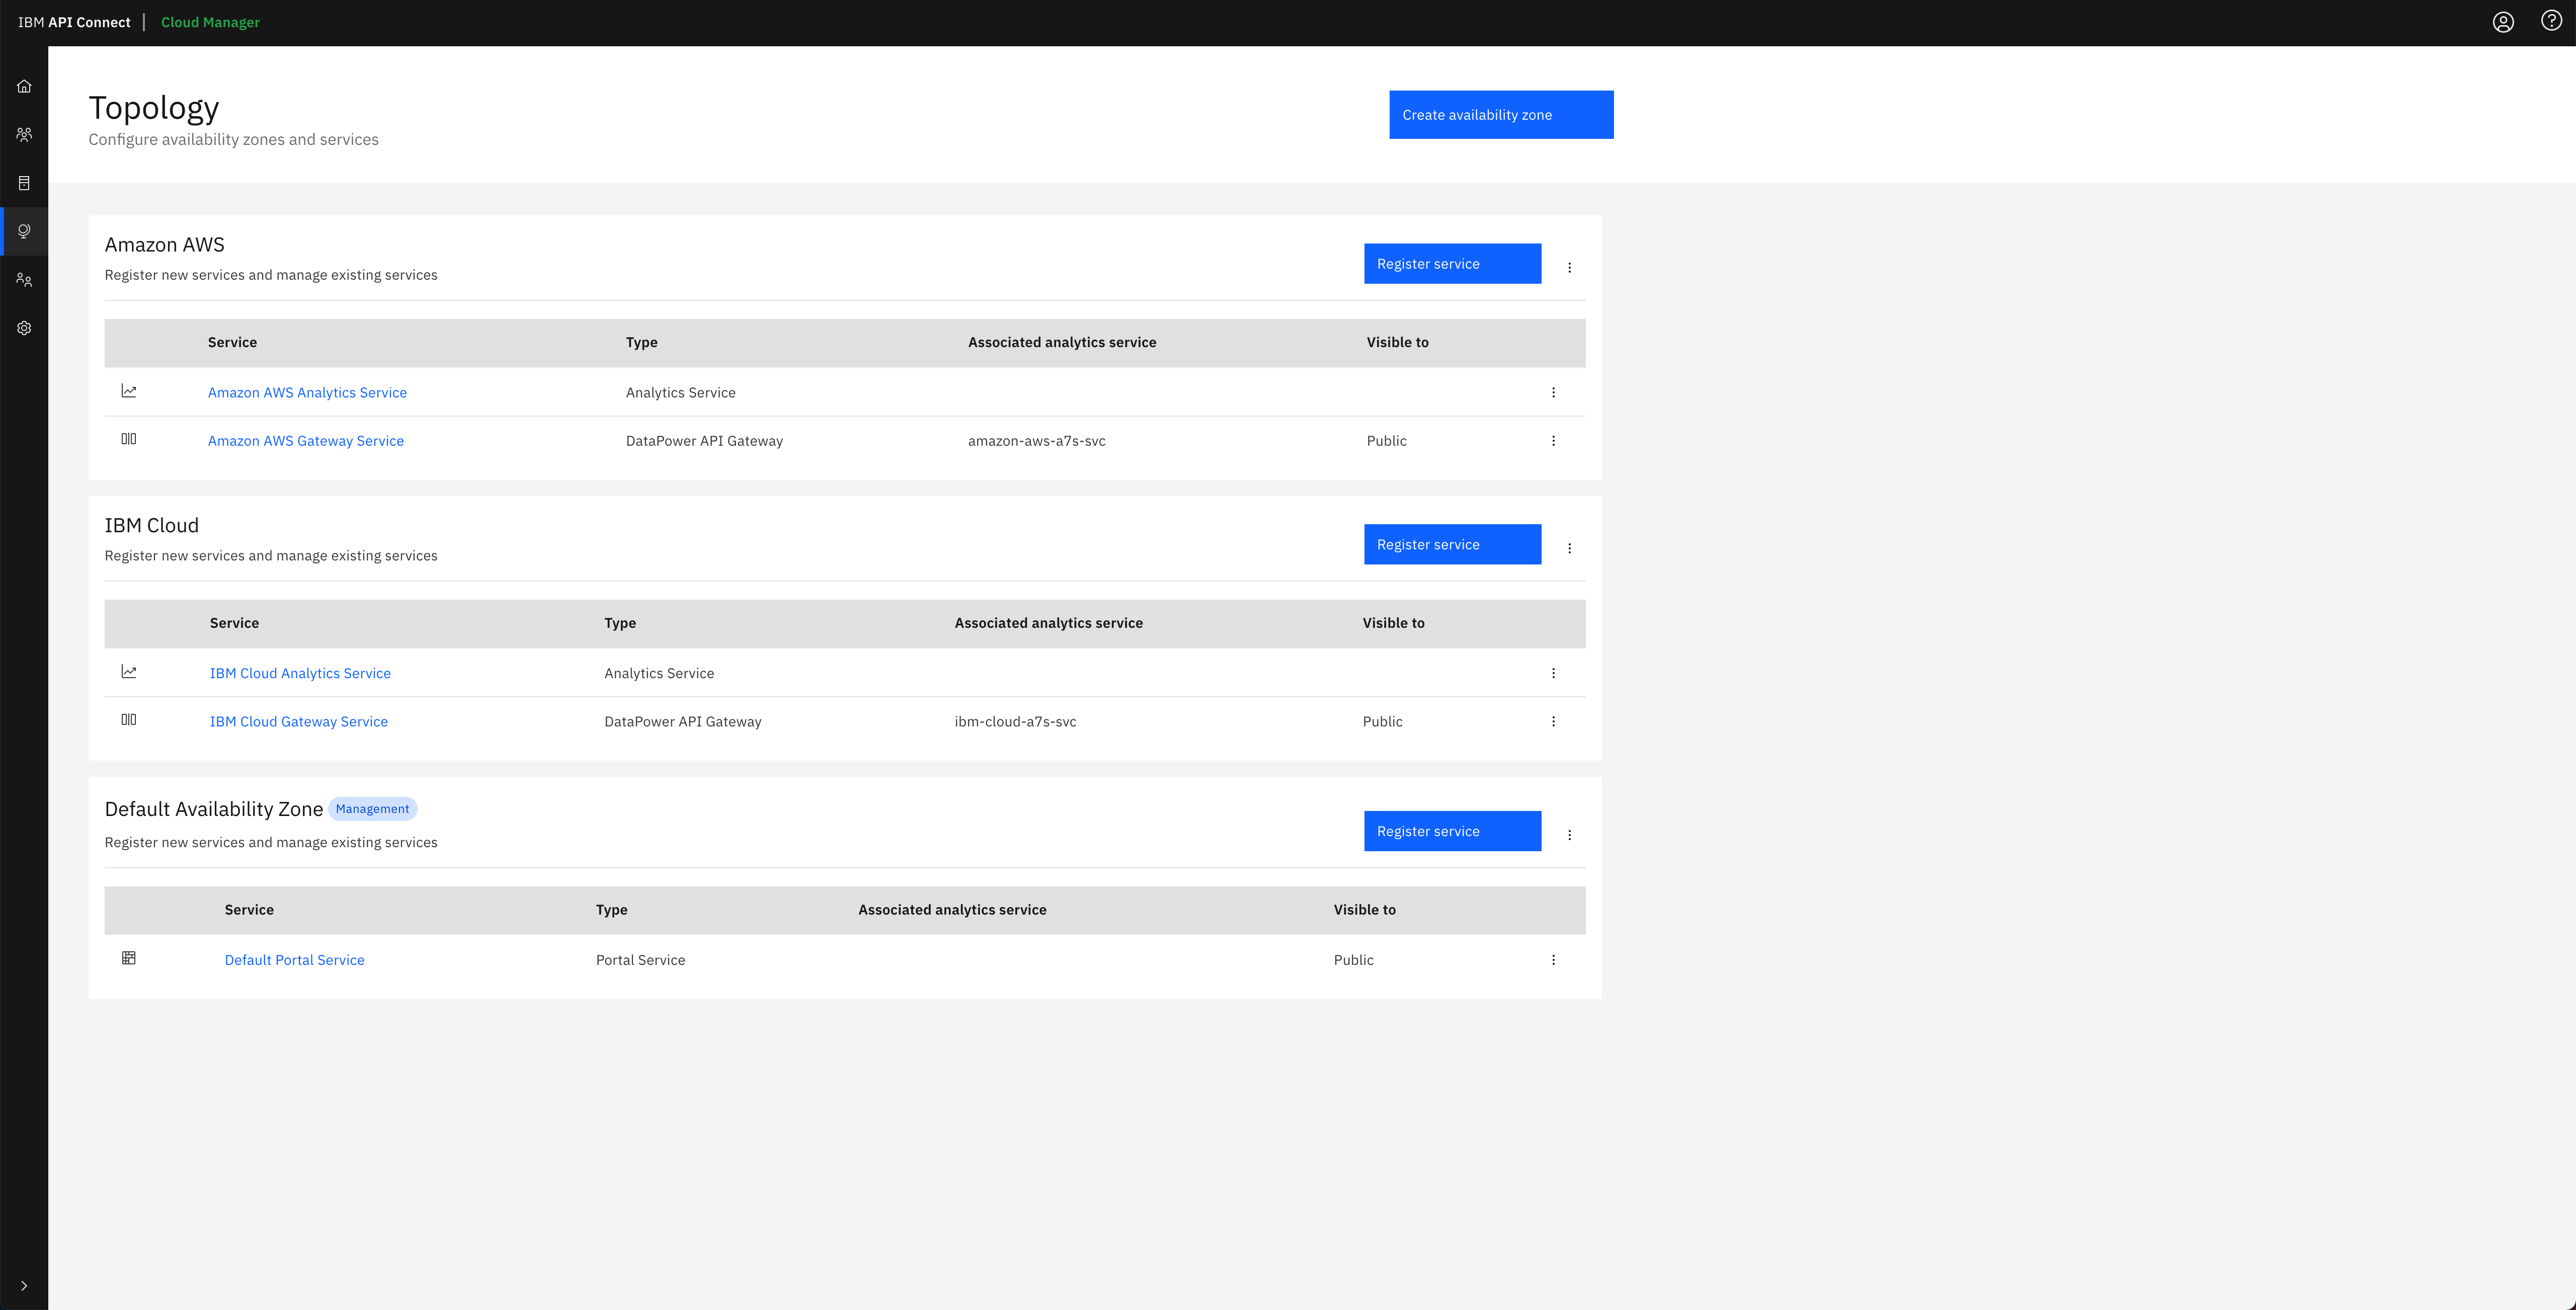 IBM API Connect | Cloud Manager
Topology
Configure availability zones and services
Create availability zone
Amazon AWS
Register new services and manage existing services
Register service
Service Type Associated analytics service Visible to
Amazon AWS Analytics Service Analytics Service
Amazon AWS Gateway Service DataPower API Gateway amazon-aws-a7s-svc Public
IBM Cloud
Register new services and manage existing services
Register service
Service Type Associated analytics service Visible to
IBM Cloud Analytics Service Analytics Service
IBM Cloud Gateway Service DataPower API Gateway ibm-cloud-a7s-svc Public
Default Availability Zone Management
Register new services and manage existing services
Register service
Service Type Associated analytics service Visible to
Default Portal Service Portal Service Public